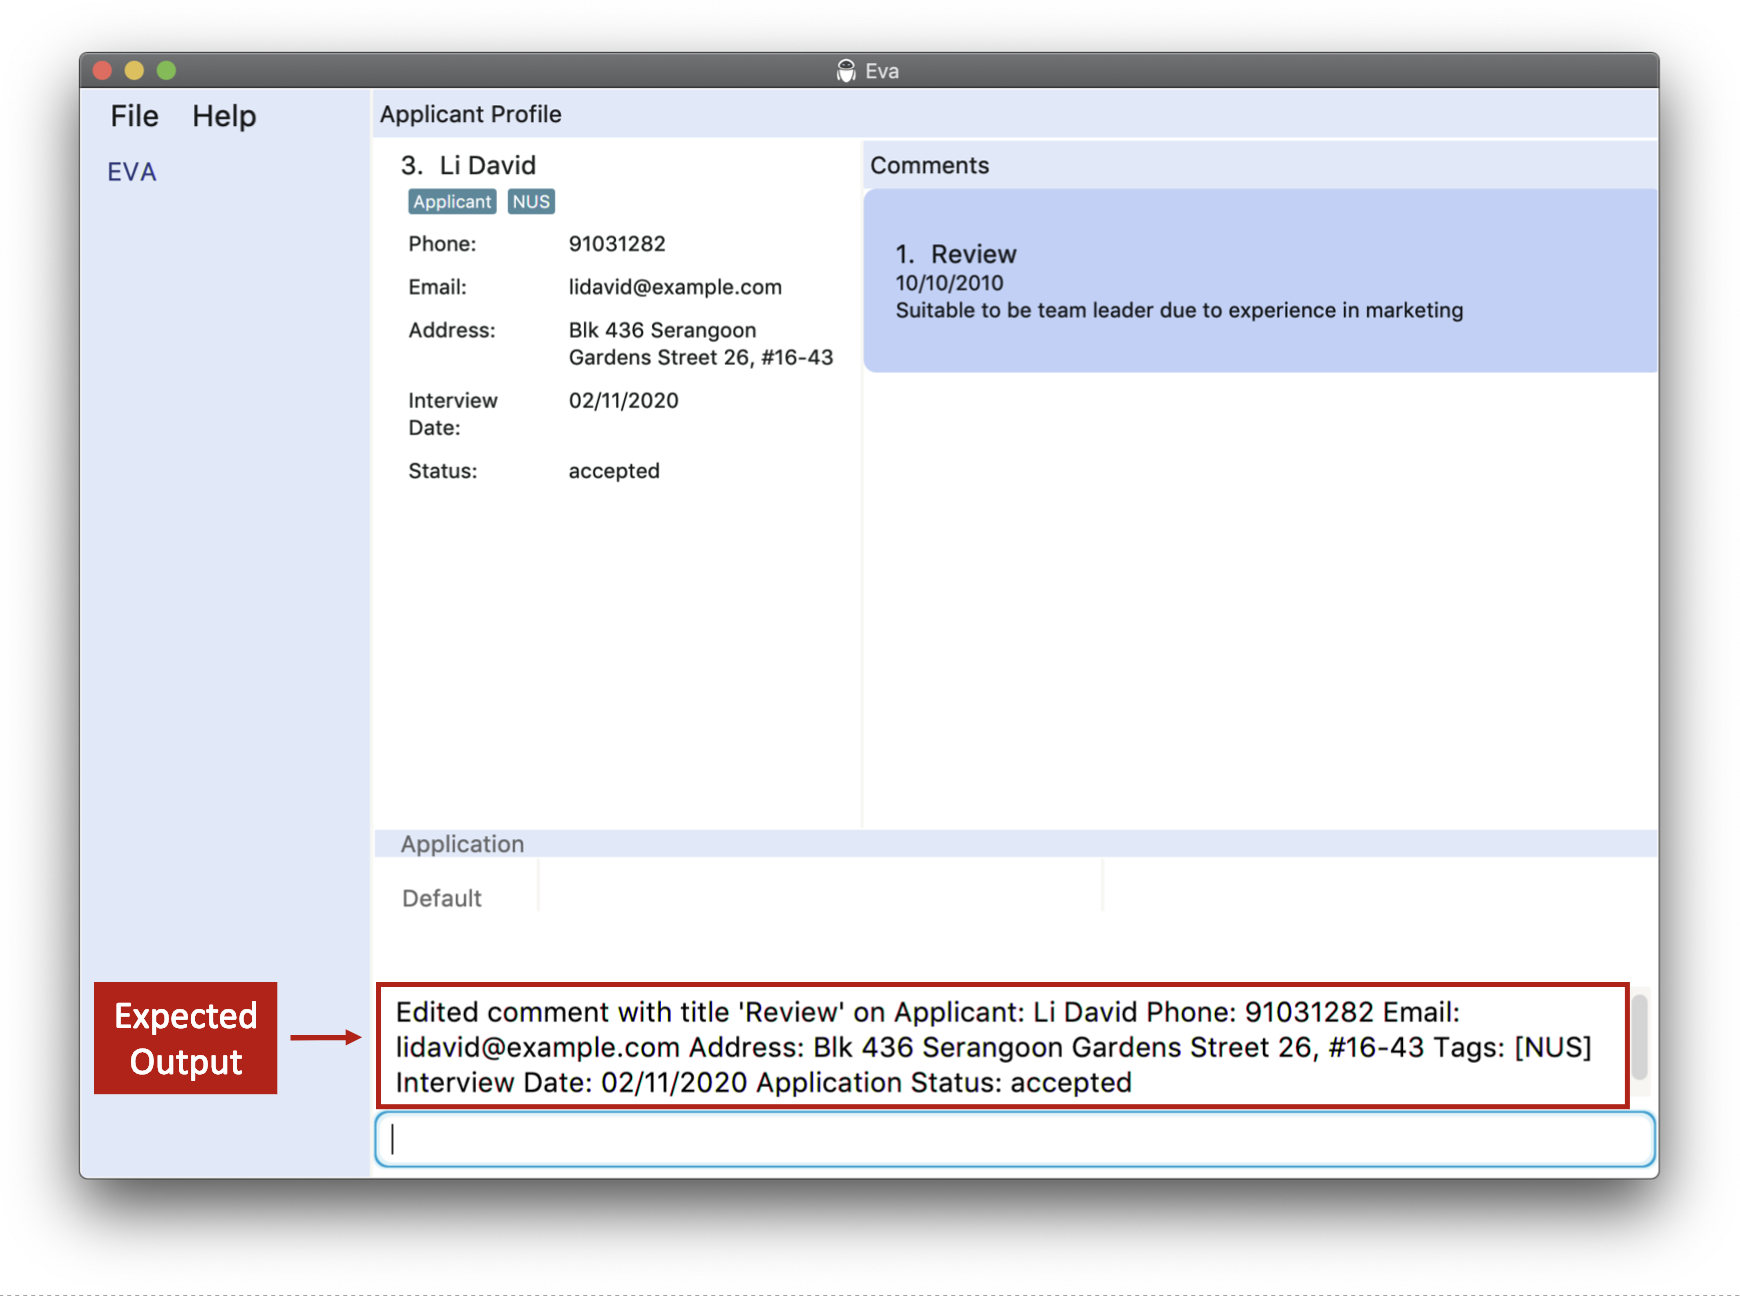 Eva
File Help
EVA
Applicant Profile
3. Li David
Applicant NUS
Phone: 91031282
Email: lidavid@example.com
Address: Blk 436 Serangoon
Gardens Street 26, #16-43
Interview 02/11/2020
Date:
Status: accepted
Comments
1. Review
10/10/2010
Suitable to be team leader due to experience in marketing
Application
Default
Expected
Output
Edited comment with title 'Review' on Applicant: Li David Phone: 91031282 Email:
lidavid@example.com Address: Blk 436 Serangoon Gardens Street 26, #16-43 Tags: [NUS]
Interview Date: 02/11/2020 Application Status: accepted